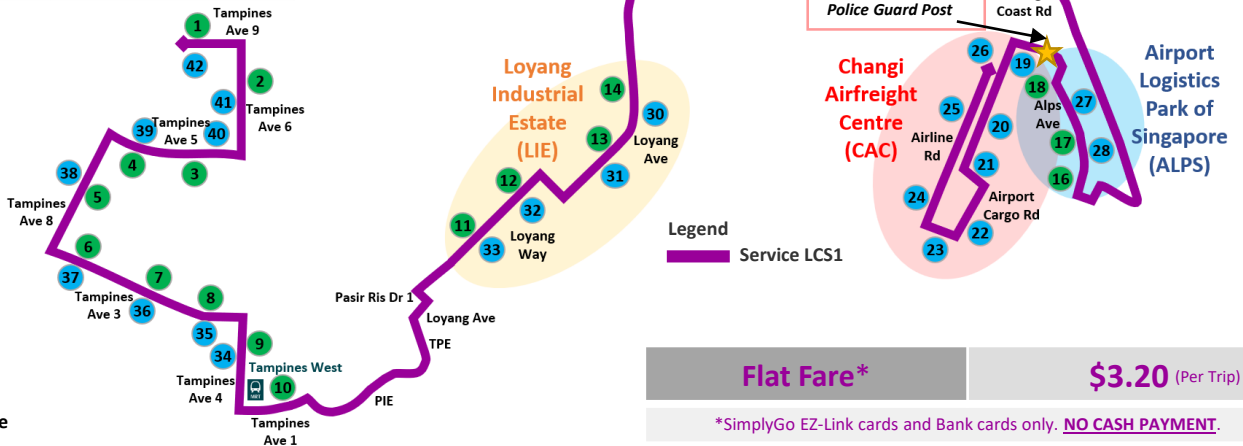 Police Guard Post
Coast Rd
1
Tampines
Ave 9
42
2
41
Tampines
Ave 6
39
Tampines
Ave 5
40
4
3
38
5
Tampines
Ave 8
6
37
7
Tampines
Ave 3
36
8
35
9
34
Tampines West
MRT
10
Tampines
Ave 4
Tampines
Ave 1
PIE
TPE
Loyang Ave
Pasir Ris Dr 1
Loyang
Industrial
Estate
(LIE)
14
30
13
Loyang
Ave
31
12
32
11
Loyang
Way
33
Legend
Service LCS1
Changi
Airfreight
Centre
(CAC)
26
19
18
Alps
Ave
27
25
20
Airline
Rd
17
28
21
16
24
Airport
Cargo Rd
22
23
Airport
Logistics
Park of
Singapore
(ALPS)
Flat Fare*
$3.20 (Per Trip)
*SimplyGo EZ-Link cards and Bank cards only. NO CASH PAYMENT.